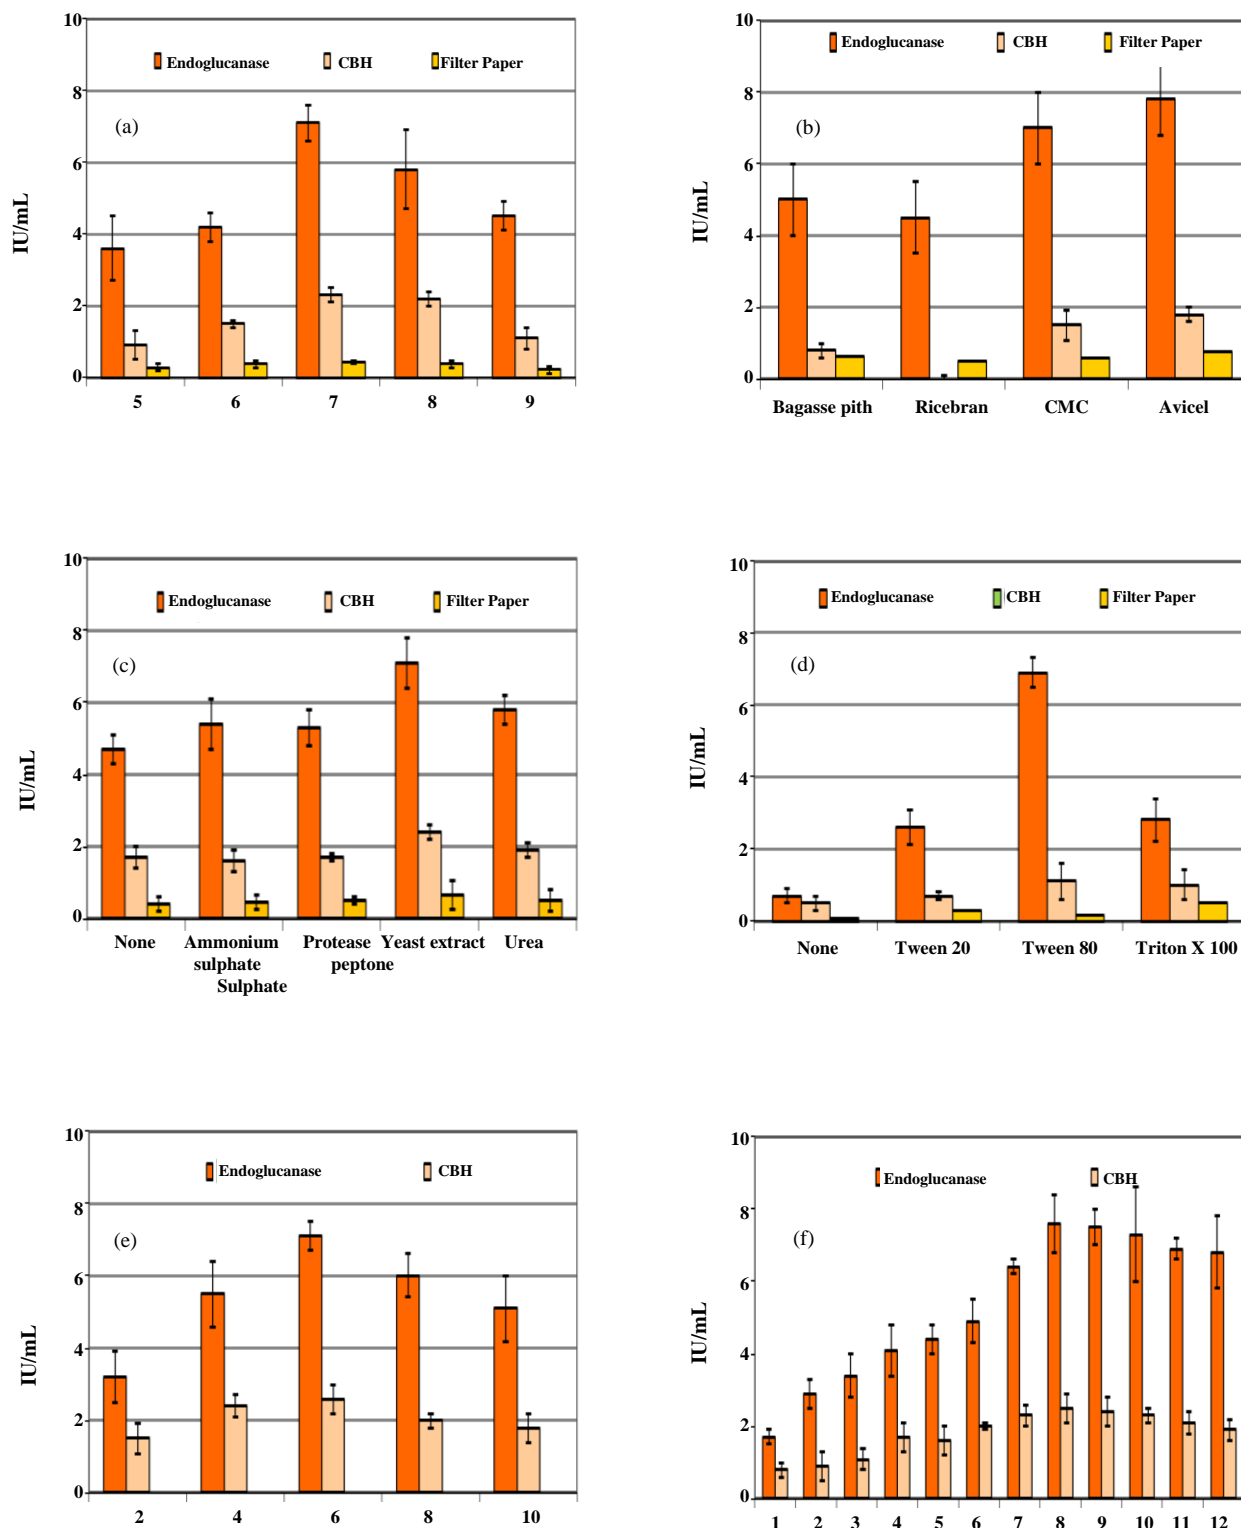 10
8
6
4
2
0
IU/mL
Endoglucanase CBH Filter Paper
(a)
5 6 7 8 9
10
8
6
4
2
0
IU/mL
Endoglucanase CBH Filter Paper
(b)
Bagasse pith Ricebran CMC Avicel
10
8
6
4
2
0
IU/mL
Endoglucanase CBH Filter Paper
(c)
None Ammonium Protease Yeast extract Urea
sulphate peptone
Sulphate
10
8
6
4
2
0
IU/mL
Endoglucanase CBH Filter Paper
(d)
None Tween 20 Tween 80 Triton X 100
10
8
6
4
2
0
IU/mL
Endoglucanase CBH
(e)
2 4 6 8 10
10
8
6
4
2
0
IU/mL
Endoglucanase CBH
(f)
1 2 3 4 5 6 7 8 9 10 11 12